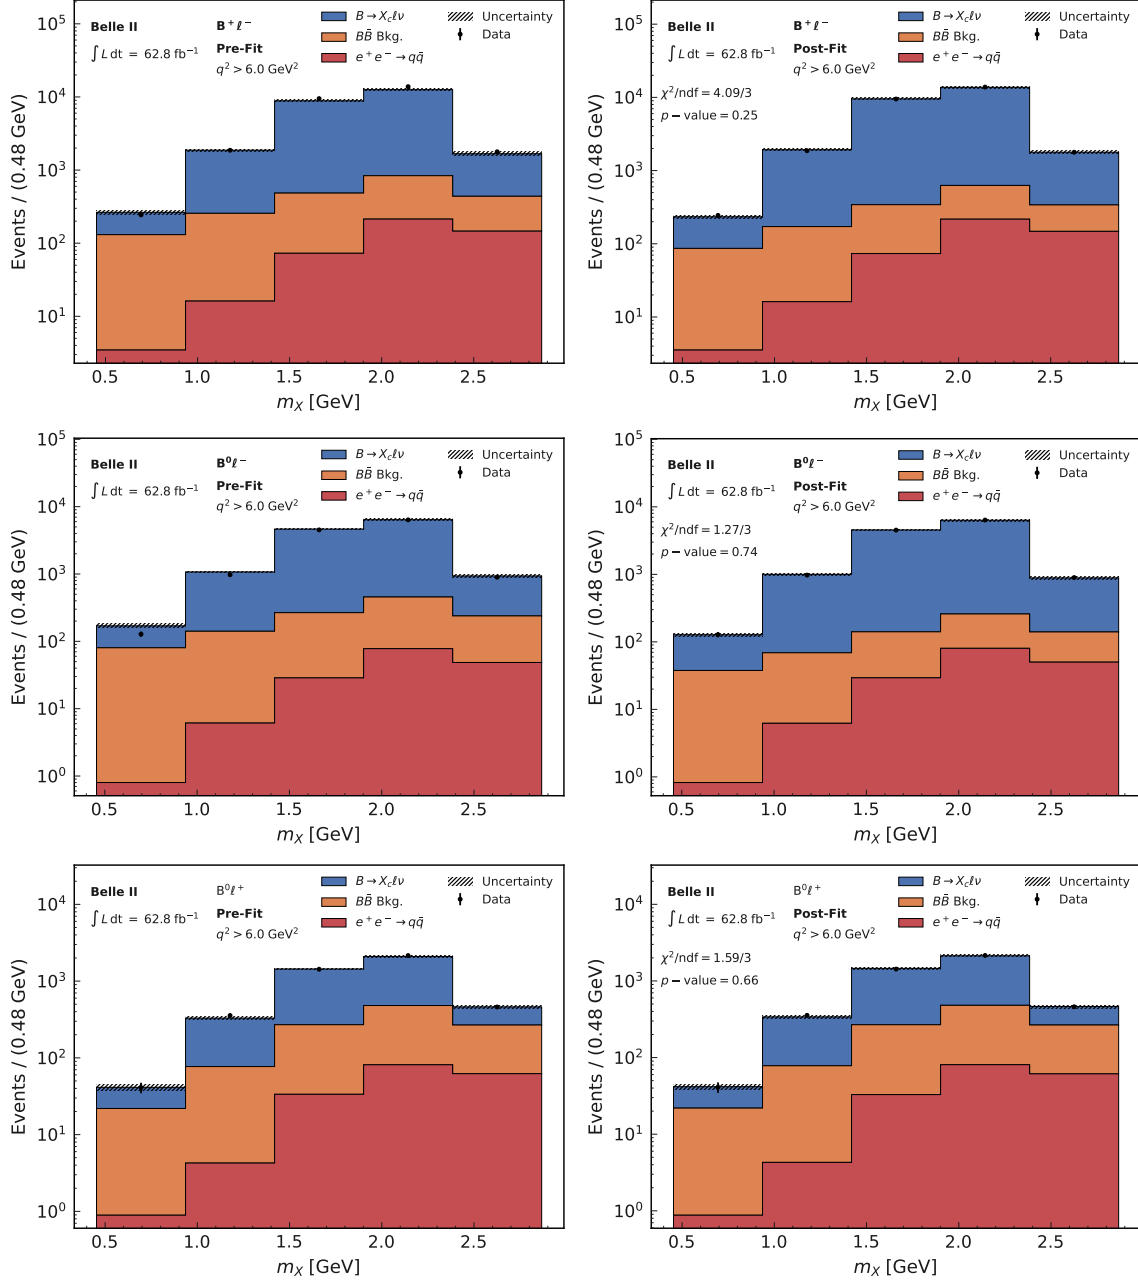 Belle II
∫ L dt = 62.8 fb⁻¹
B⁺ℓ⁻
Pre-Fit
q² > 6.0 GeV²
B → X_cℓν
BB̄ Bkg.
e⁺e⁻ → qq̄
Uncertainty
Data
Events / (0.48 GeV)
10⁵
10⁴
10³
10²
10¹
0.5 1.0 1.5 2.0 2.5
m_X [GeV]
Belle II
∫ L dt = 62.8 fb⁻¹
χ²/ndf = 4.09/3
p − value = 0.25
B⁺ℓ⁻
Post-Fit
q² > 6.0 GeV²
B → X_cℓν
BB̄ Bkg.
e⁺e⁻ → qq̄
Uncertainty
Data
Events / (0.48 GeV)
10⁵
10⁴
10³
10²
10¹
0.5 1.0 1.5 2.0 2.5
m_X [GeV]
Belle II
∫ L dt = 62.8 fb⁻¹
B⁰ℓ⁻
Pre-Fit
q² > 6.0 GeV²
B → X_cℓν
BB̄ Bkg.
e⁺e⁻ → qq̄
Uncertainty
Data
Events / (0.48 GeV)
10⁵
10⁴
10³
10²
10¹
10⁰
0.5 1.0 1.5 2.0 2.5
m_X [GeV]
Belle II
∫ L dt = 62.8 fb⁻¹
χ²/ndf = 1.27/3
p − value = 0.74
B⁰ℓ⁻
Post-Fit
q² > 6.0 GeV²
B → X_cℓν
BB̄ Bkg.
e⁺e⁻ → qq̄
Uncertainty
Data
Events / (0.48 GeV)
10⁵
10⁴
10³
10²
10¹
10⁰
0.5 1.0 1.5 2.0 2.5
m_X [GeV]
Belle II
∫ L dt = 62.8 fb⁻¹
B⁰ℓ⁺
Pre-Fit
q² > 6.0 GeV²
B → X_cℓν
BB̄ Bkg.
e⁺e⁻ → qq̄
Uncertainty
Data
Events / (0.48 GeV)
10⁴
10³
10²
10¹
10⁰
0.5 1.0 1.5 2.0 2.5
m_X [GeV]
Belle II
∫ L dt = 62.8 fb⁻¹
χ²/ndf = 1.59/3
p − value = 0.66
B⁰ℓ⁺
Post-Fit
q² > 6.0 GeV²
B → X_cℓν
BB̄ Bkg.
e⁺e⁻ → qq̄
Uncertainty
Data
Events / (0.48 GeV)
10⁴
10³
10²
10¹
10⁰
0.5 1.0 1.5 2.0 2.5
m_X [GeV]